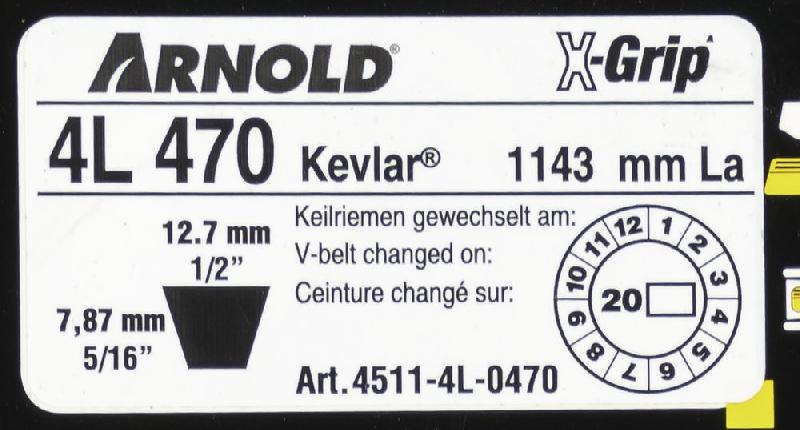 ARNOLD® X-Grip
4L 470 Kevlar® 1143 mm La
12.7 mm
1/2”
7,87 mm
5/16”
Keilriemen gewechselt am:
V-belt changed on:
Ceinture changé sur:
1 2 3 4 5 6 7 8 9 10 11 12
20
Art.4511-4L-0470